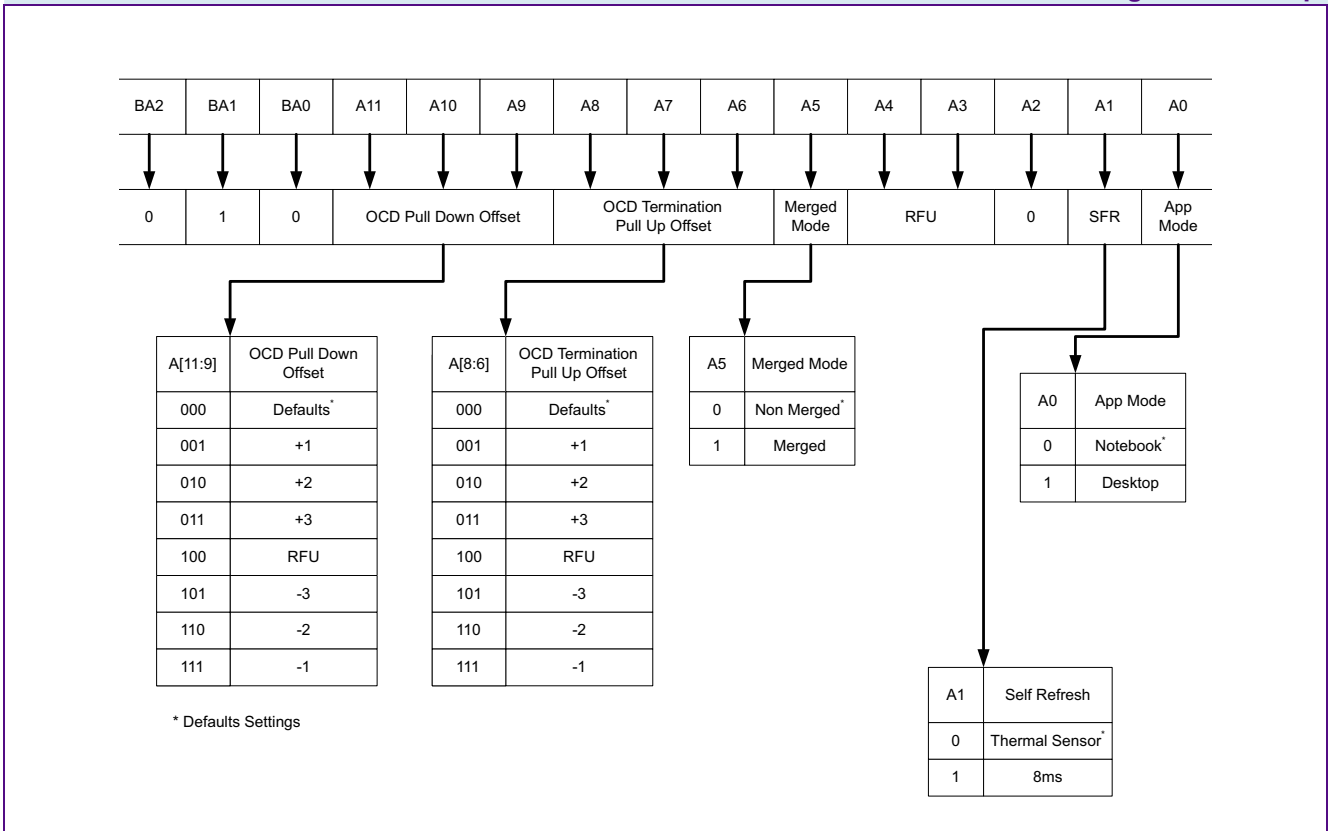 BA2 BA1 BA0 A11 A10 A9 A8 A7 A6 A5 A4 A3 A2 A1 A0
0 1 0 OCD Pull Down Offset OCD Termination Pull Up Offset Merged Mode RFU 0 SFR App Mode
A[11:9] OCD Pull Down Offset
000 Defaults*
001 +1
010 +2
011 +3
100 RFU
101 -3
110 -2
111 -1
A[8:6] OCD Termination Pull Up Offset
000 Defaults*
001 +1
010 +2
011 +3
100 RFU
101 -3
110 -2
111 -1
A5 Merged Mode
0 Non Merged*
1 Merged
A0 App Mode
0 Notebook*
1 Desktop
A1 Self Refresh
0 Thermal Sensor*
1 8ms
* Defaults Settings